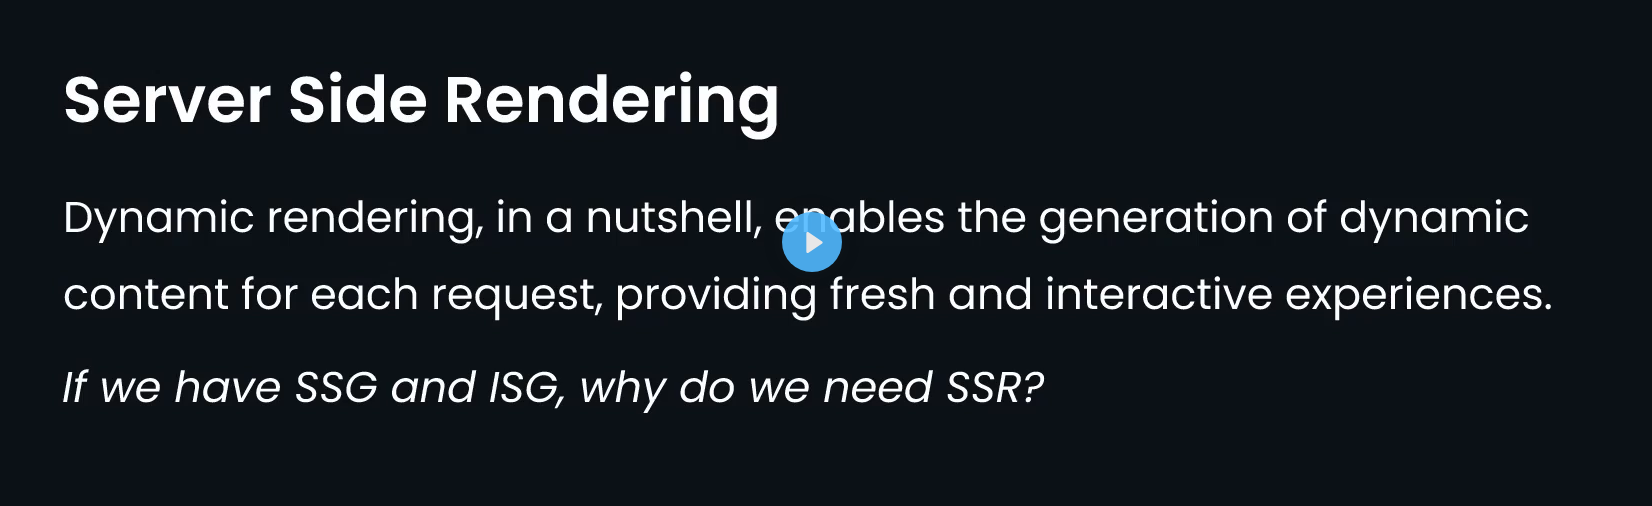 Server Side Rendering
Dynamic rendering, in a nutshell, enables the generation of dynamic
content for each request, providing fresh and interactive experiences.
If we have SSG and ISG, why do we need SSR?